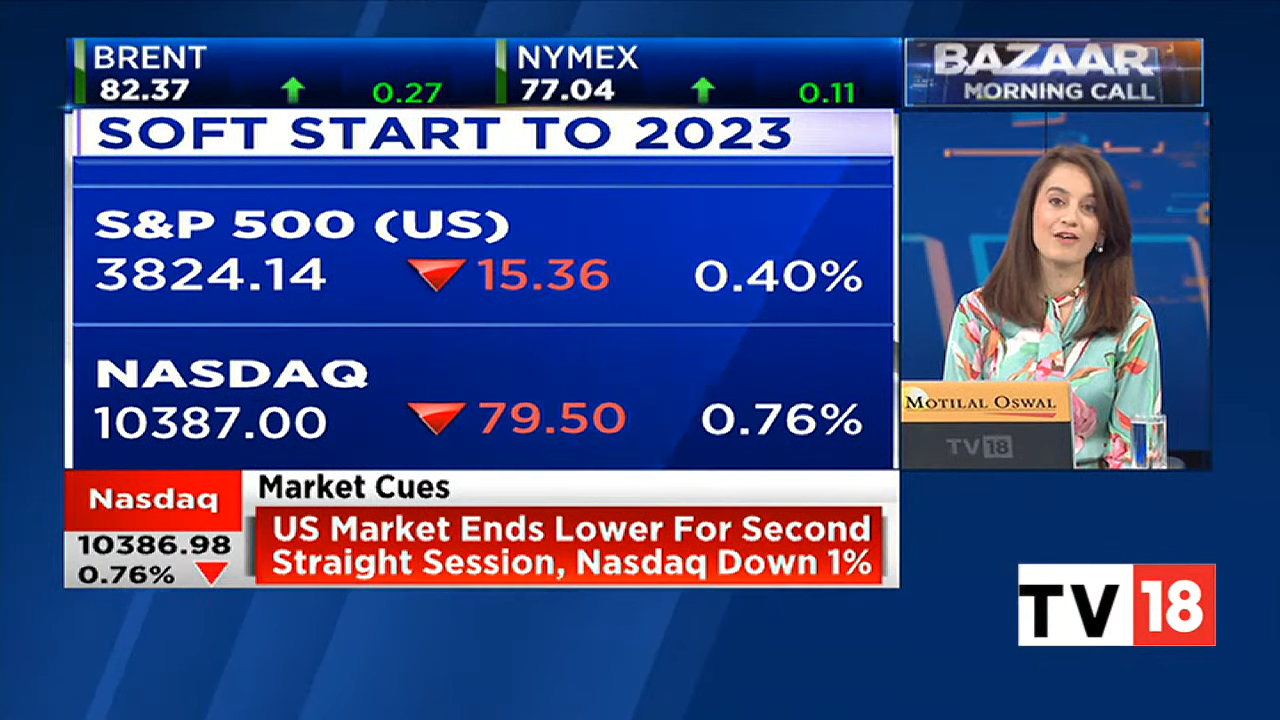 BRENT
82.37 0.27
NYMEX
77.04 0.11
BAZAAR
MORNING CALL
SOFT START TO 2023
S&P 500 (US)
3824.14 15.36 0.40%
NASDAQ
10387.00 79.50 0.76%
MOTILAL OSWAL
TV18
Nasdaq
10386.98
0.76%
Market Cues
US Market Ends Lower For Second
Straight Session, Nasdaq Down 1%
TV18